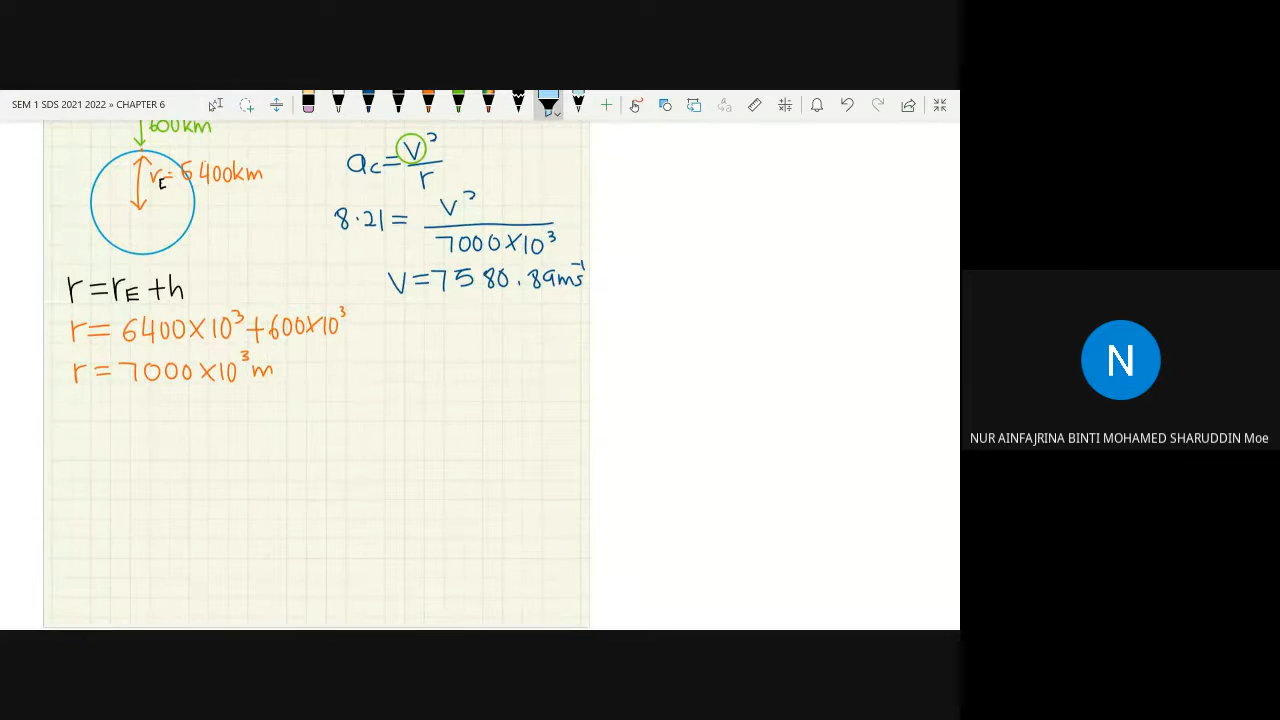 SEM 1 SDS 2021 2022 » CHAPTER 6
600km
rE = 6400km
ac = v²/r
8.21 = v²/7000×10³
v = 7580.89ms⁻¹
r = rE + h
r = 6400×10³ + 600×10³
r = 7000×10³ m
N
NUR AINFAJRINA BINTI MOHAMED SHARUDDIN Moe